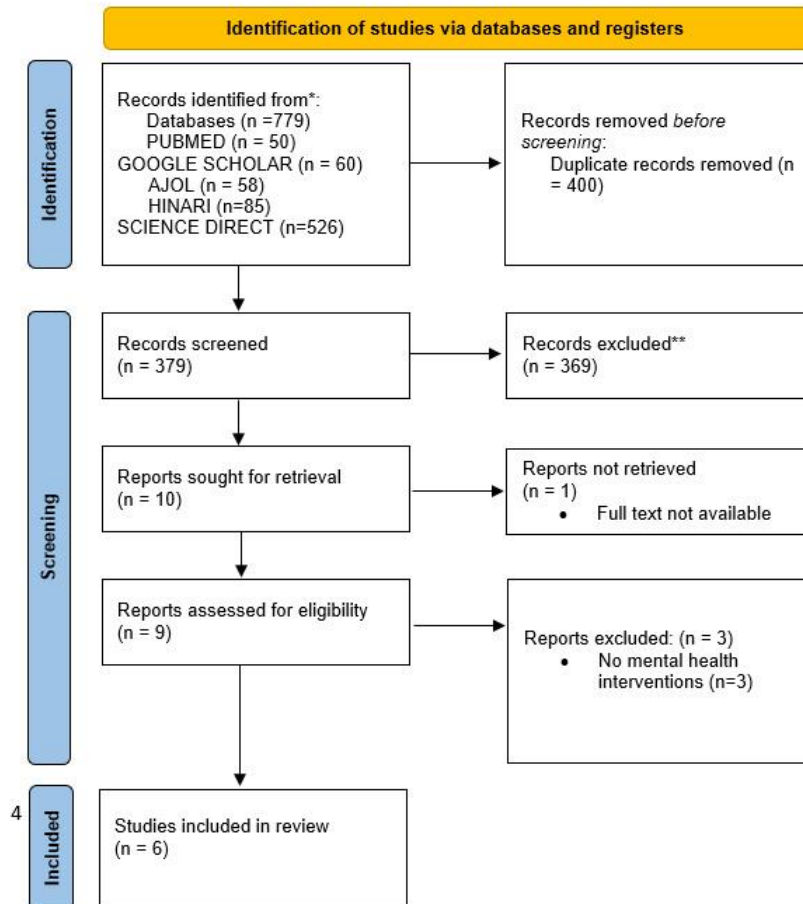 Identification of studies via databases and registers
Identification
Records identified from*:
Databases (n =779)
PUBMED (n = 50)
GOOGLE SCHOLAR (n = 60)
AJOL (n = 58)
HINARI (n=85)
SCIENCE DIRECT (n=526)
Records removed before
screening:
Duplicate records removed (n
= 400)
Screening
Records screened
(n = 379)
Records excluded**
(n = 369)
Reports sought for retrieval
(n = 10)
Reports not retrieved
(n = 1)
• Full text not available
Reports assessed for eligibility
(n = 9)
Reports excluded: (n = 3)
• No mental health
interventions (n=3)
4
Included
Studies included in review
(n = 6)